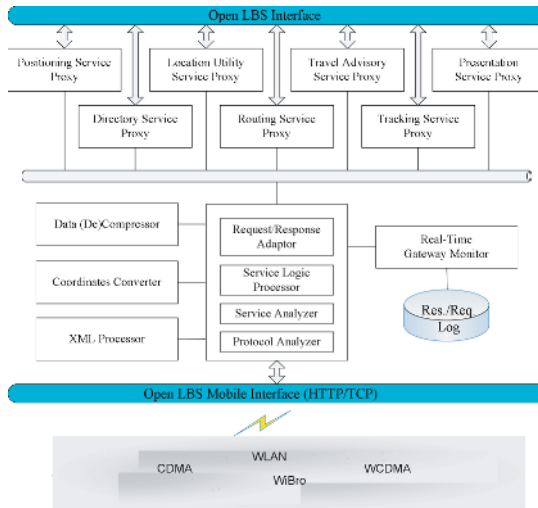 Open LBS Interface
Positioning Service
Proxy
Location Utility
Service Proxy
Travel Advisory
Service Proxy
Presentation
Service Proxy
Directory Service
Proxy
Routing Service
Proxy
Tracking Service
Proxy
Data (De)Compressor
Coordinates Converter
XML Processor
Request/Response
Adaptor
Service Logic
Processor
Service Analyzer
Protocol Analyzer
Real-Time
Gateway Monitor
Res./Req
Log
Open LBS Mobile Interface (HTTP/TCP)
WLAN
CDMA
WCDMA
WiBro